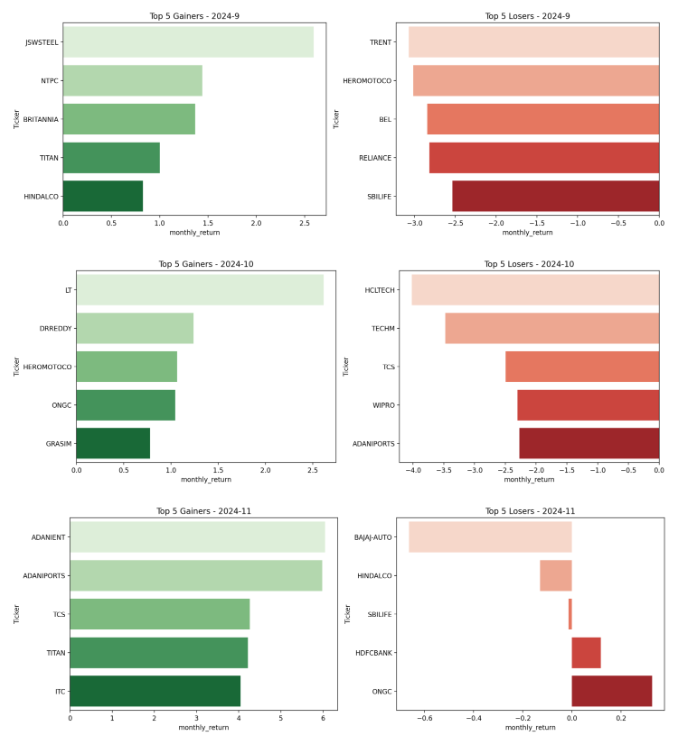 Top 5 Gainers - 2024-9
Ticker
JSWSTEEL
NTPC
BRITANNIA
TITAN
HINDALCO
0.0 0.5 1.0 1.5 2.0 2.5
monthly_return
Top 5 Losers - 2024-9
Ticker
TRENT
HEROMOTOCO
BEL
RELIANCE
SBILIFE
−3.0 −2.5 −2.0 −1.5 −1.0 −0.5 0.0
monthly_return
Top 5 Gainers - 2024-10
Ticker
LT
DRREDDY
HEROMOTOCO
ONGC
GRASIM
0.0 0.5 1.0 1.5 2.0 2.5
monthly_return
Top 5 Losers - 2024-10
Ticker
HCLTECH
TECHM
TCS
WIPRO
ADANIPORTS
−4.0 −3.5 −3.0 −2.5 −2.0 −1.5 −1.0 −0.5 0.0
monthly_return
Top 5 Gainers - 2024-11
Ticker
ADANIENT
ADANIPORTS
TCS
TITAN
ITC
0 1 2 3 4 5 6
monthly_return
Top 5 Losers - 2024-11
Ticker
BAJAJ-AUTO
HINDALCO
SBILIFE
HDFCBANK
ONGC
−0.6 −0.4 −0.2 0.0 0.2
monthly_return